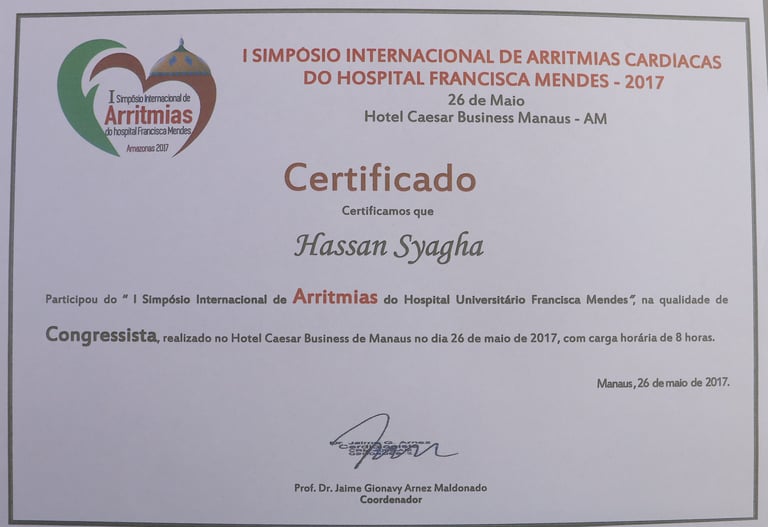 I Simpósio Internacional de
Arritmias
do hospital Francisca Mendes
Amazonas 2017
I SIMPÓSIO INTERNACIONAL DE ARRITMIAS CARDÍACAS
DO HOSPITAL FRANCISCA MENDES - 2017
26 de Maio
Hotel Caesar Business Manaus - AM
Certificado
Certificamos que
Hassan Syagha
Participou do “ I Simpósio Internacional de Arritmias do Hospital Universitário Francisca Mendes”, na qualidade de
Congressista, realizado no Hotel Caesar Business de Manaus no dia 26 de maio de 2017, com carga horária de 8 horas.
Manaus, 26 de maio de 2017.
Dr. Jaime G. Arnez
Prof. Dr. Jaime Gionavy Arnez Maldonado
Coordenador